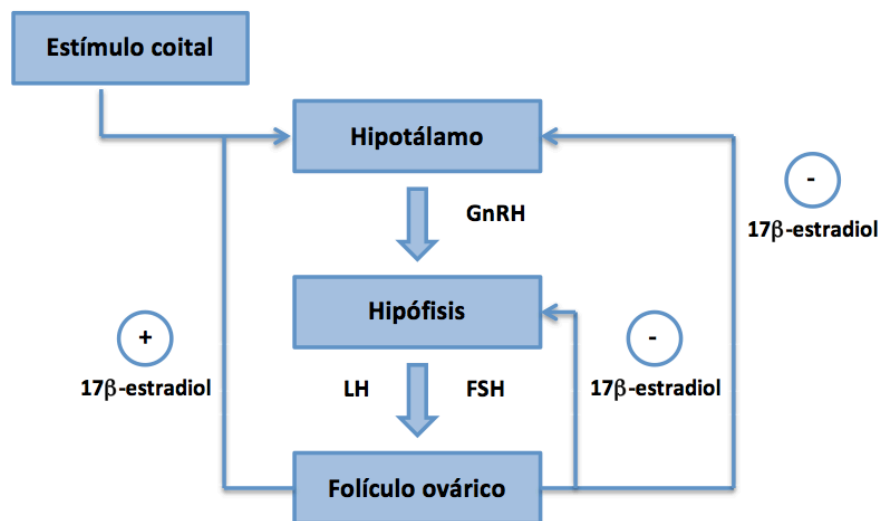 Estímulo coital
Hipotálamo
-
GnRH
17β-estradiol
Hipófisis
+
-
17β-estradiol
LH
FSH
17β-estradiol
Folículo ovárico